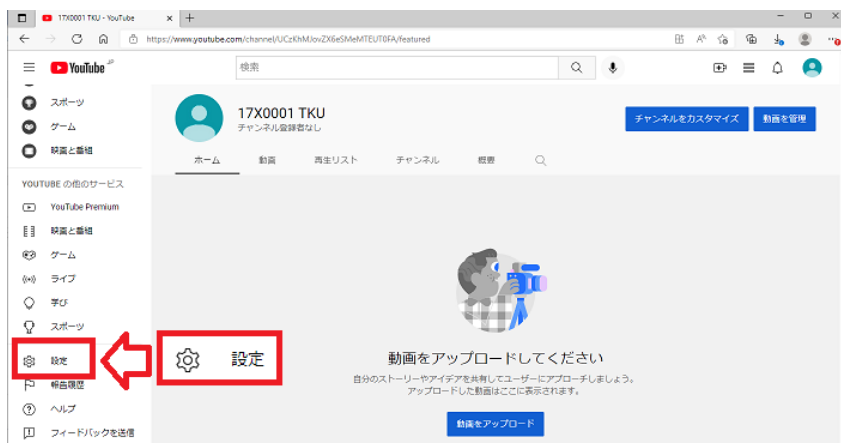 17X0001 TKU - YouTube
https://www.youtube.com/channel/UCzKhMJovZX6eSMeMTEUT0FA/featured
YouTube JP
検索
スポーツ
ゲーム
映画と番組
YOUTUBE の他のサービス
YouTube Premium
映画と番組
ゲーム
ライブ
学び
スポーツ
設定
報告履歴
ヘルプ
フィードバックを送信
設定
17X0001 TKU
チャンネル登録者なし
チャンネルをカスタマイズ
動画を管理
ホーム 動画 再生リスト チャンネル 概要
動画をアップロードしてください
自分のストーリーやアイデアを共有してユーザーにアプローチしましょう。
アップロードした動画はここに表示されます。
動画をアップロード